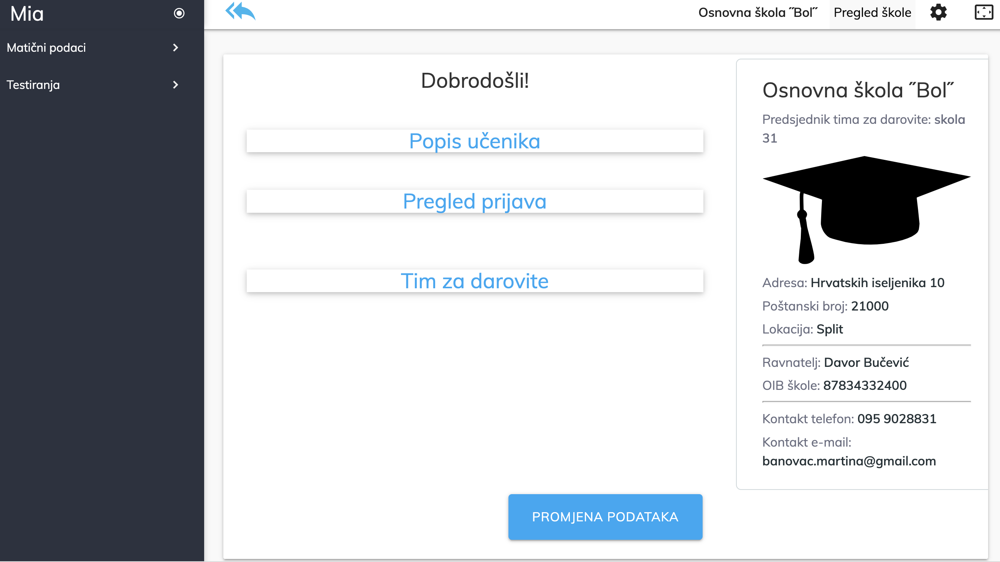 Mia
Matični podaci
Testiranja
Osnovna škola ˝Bol˝
Pregled škole
Dobrodošli!
Popis učenika
Pregled prijava
Tim za darovite
PROMJENA PODATAKA
Osnovna škola ˝Bol˝
Predsjednik tima za darovite: skola
31
Adresa: Hrvatskih iseljenika 10
Poštanski broj: 21000
Lokacija: Split
Ravnatelj: Davor Bučević
OIB škole: 87834332400
Kontakt telefon: 095 9028831
Kontakt e-mail:
banovac.martina@gmail.com